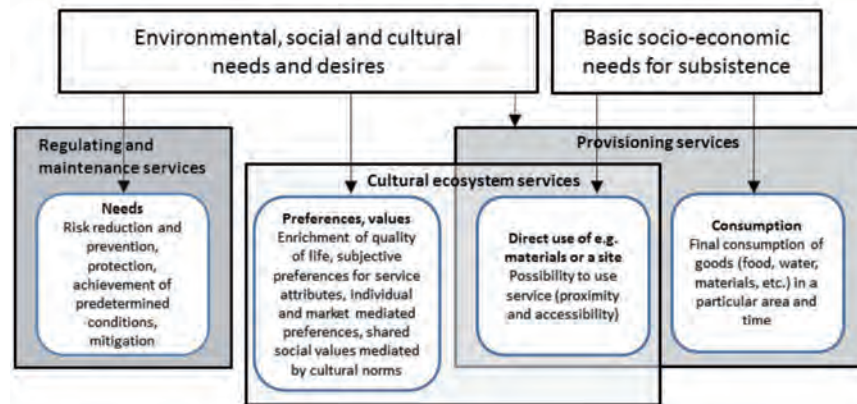 Environmental, social and cultural
needs and desires
Basic socio-economic
needs for subsistence
Regulating and
maintenance services
Provisioning services
Cultural ecosystem services
Needs
Risk reduction and
prevention,
protection,
achievement of
predetermined
conditions,
mitigation
Preferences, values
Enrichment of quality
of life, subjective
preferences for service
attributes, individual
and market mediated
preferences, shared
social values mediated
by cultural norms
Direct use of e.g.
materials or a site
Possibility to use
service (proximity
and accessibility)
Consumption
Final consumption of
goods (food, water,
materials, etc.) in a
particular area and
time